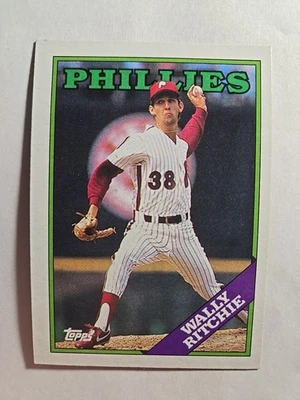 PHILLIES
P
38
WALLY
RITCHIE
Topps